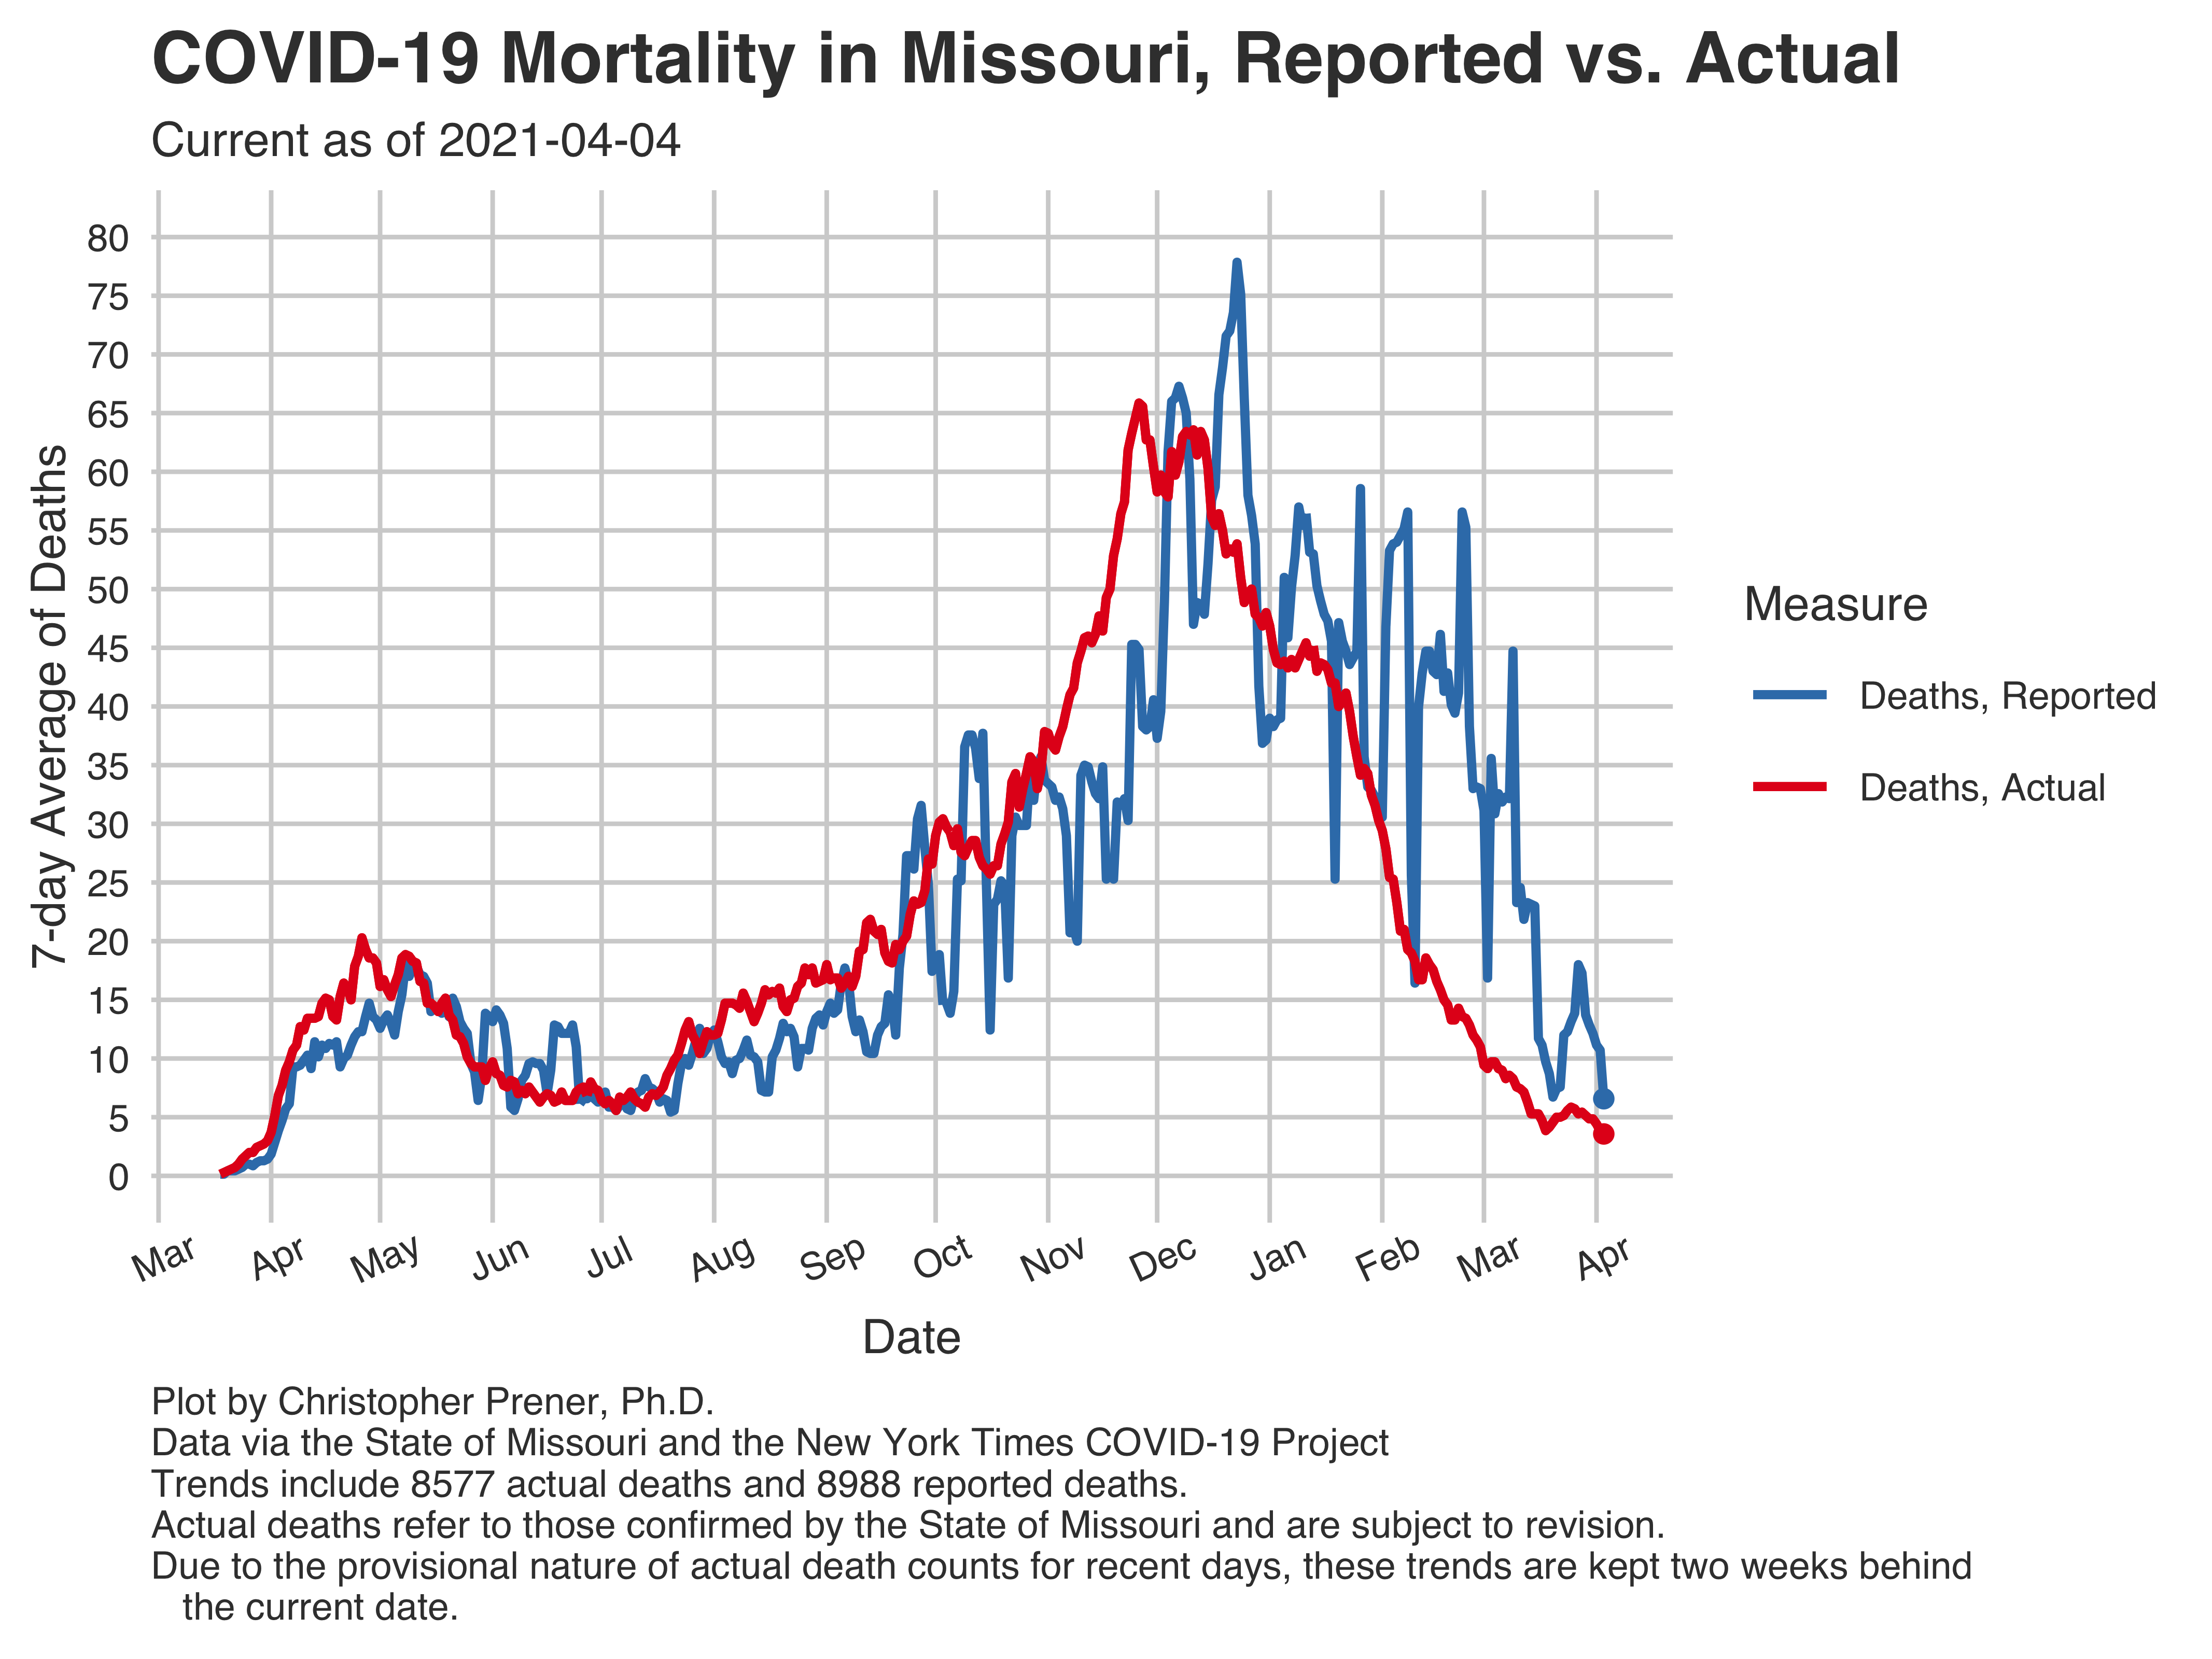 COVID-19 Mortality in Missouri, Reported vs. Actual
Current as of 2021-04-04
7-day Average of Deaths
80
75
70
65
60
55
50
45
40
35
30
25
20
15
10
5
0
Mar Apr May Jun Jul Aug Sep Oct Nov Dec Jan Feb Mar Apr
Date
Measure
Deaths, Reported
Deaths, Actual
Plot by Christopher Prener, Ph.D.
Data via the State of Missouri and the New York Times COVID-19 Project
Trends include 8577 actual deaths and 8988 reported deaths.
Actual deaths refer to those confirmed by the State of Missouri and are subject to revision.
Due to the provisional nature of actual death counts for recent days, these trends are kept two weeks behind
the current date.